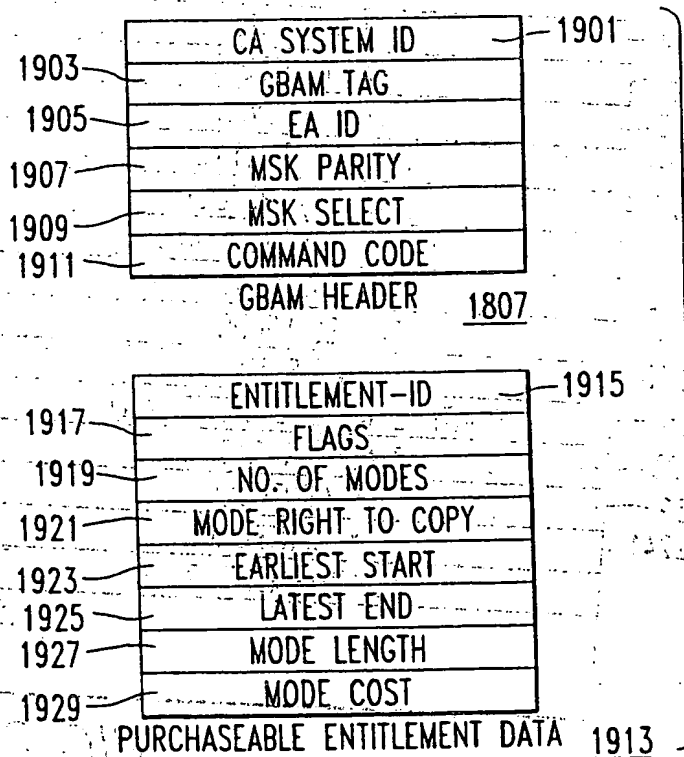 CA SYSTEM ID 1901
1903 GBAM TAG
1905 EA ID
1907 MSK PARITY
1909 MSK SELECT
1911 COMMAND CODE
GBAM HEADER 1807
ENTITLEMENT-ID 1915
1917 FLAGS
1919 NO. OF MODES
1921 MODE RIGHT TO COPY
1923 EARLIEST START
1925 LATEST END
1927 MODE LENGTH
1929 MODE COST
PURCHASEABLE ENTITLEMENT DATA 1913